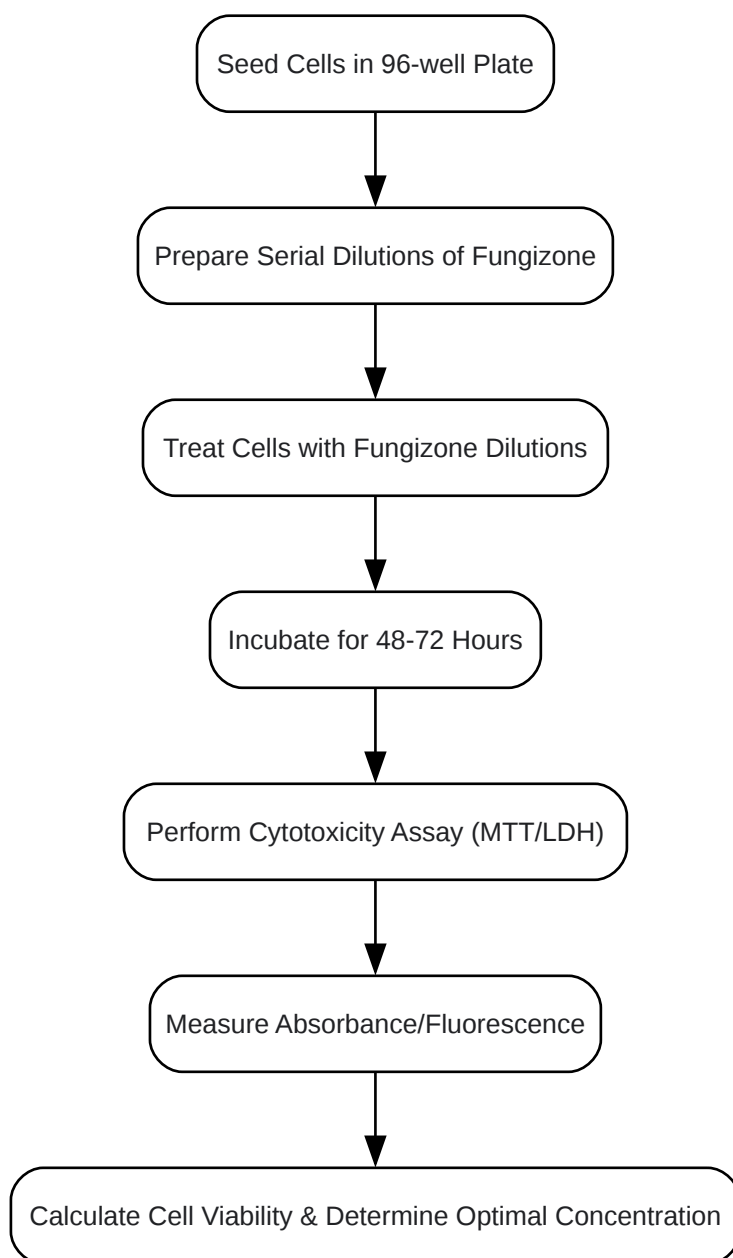 Seed Cells in 96-well Plate
Prepare Serial Dilutions of Fungizone
Treat Cells with Fungizone Dilutions
Incubate for 48-72 Hours
Perform Cytotoxicity Assay (MTT/LDH)
Measure Absorbance/Fluorescence
Calculate Cell Viability & Determine Optimal Concentration